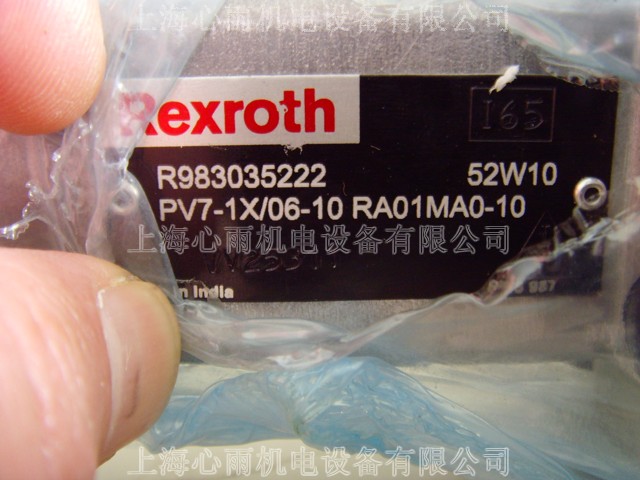 上海心雨机电设备有限公司
Rexroth
I65
R983035222 52W10
PV7-1X/06-10 RA01MA0-10
上海心雨机电设备有限公司
in India
上海心雨机电设备有限公司